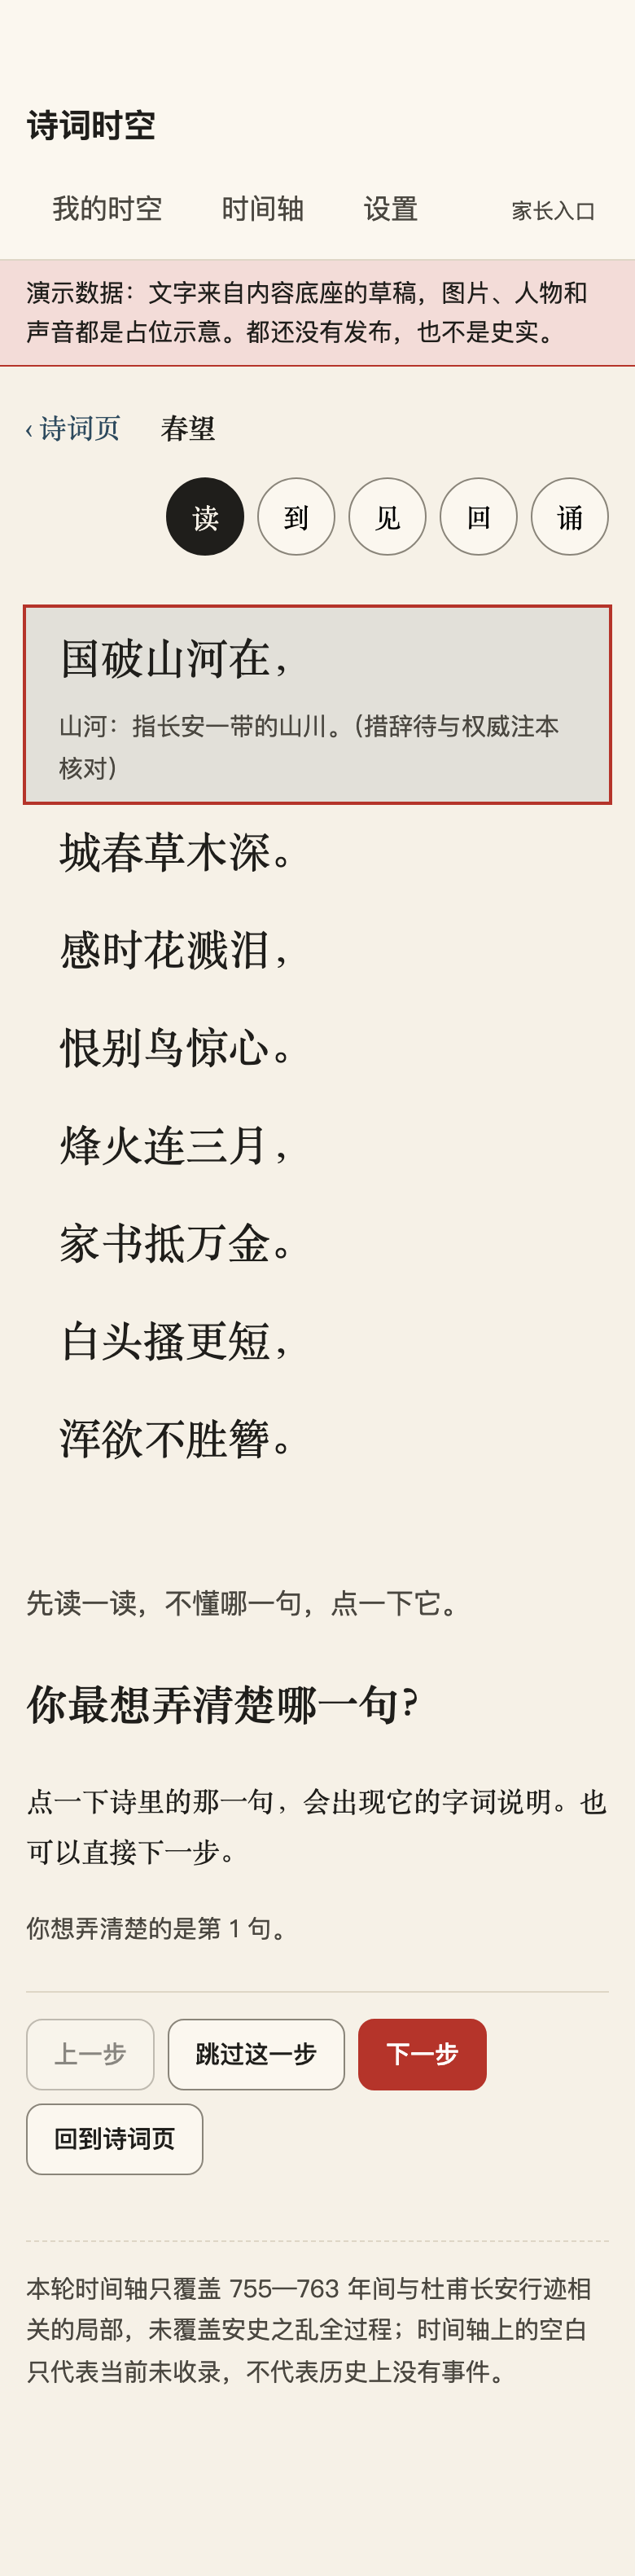 诗词时空
我的时空 时间轴 设置 家长入口
演示数据：文字来自内容底座的草稿，图片、人物和
声音都是占位示意。都还没有发布，也不是史实。
‹ 诗词页 春望
读 到 见 回 诵
国破山河在，
山河：指长安一带的山川。（措辞待与权威注本
核对）
城春草木深。
感时花溅泪，
恨别鸟惊心。
烽火连三月，
家书抵万金。
白头搔更短，
浑欲不胜簪。
先读一读，不懂哪一句，点一下它。
你最想弄清楚哪一句？
点一下诗里的那一句，会出现它的字词说明。也
可以直接下一步。
你想弄清楚的是第 1 句。
上一步 跳过这一步 下一步
回到诗词页
本轮时间轴只覆盖 755—763 年间与杜甫长安行迹相
关的局部，未覆盖安史之乱全过程；时间轴上的空白
只代表当前未收录，不代表历史上没有事件。